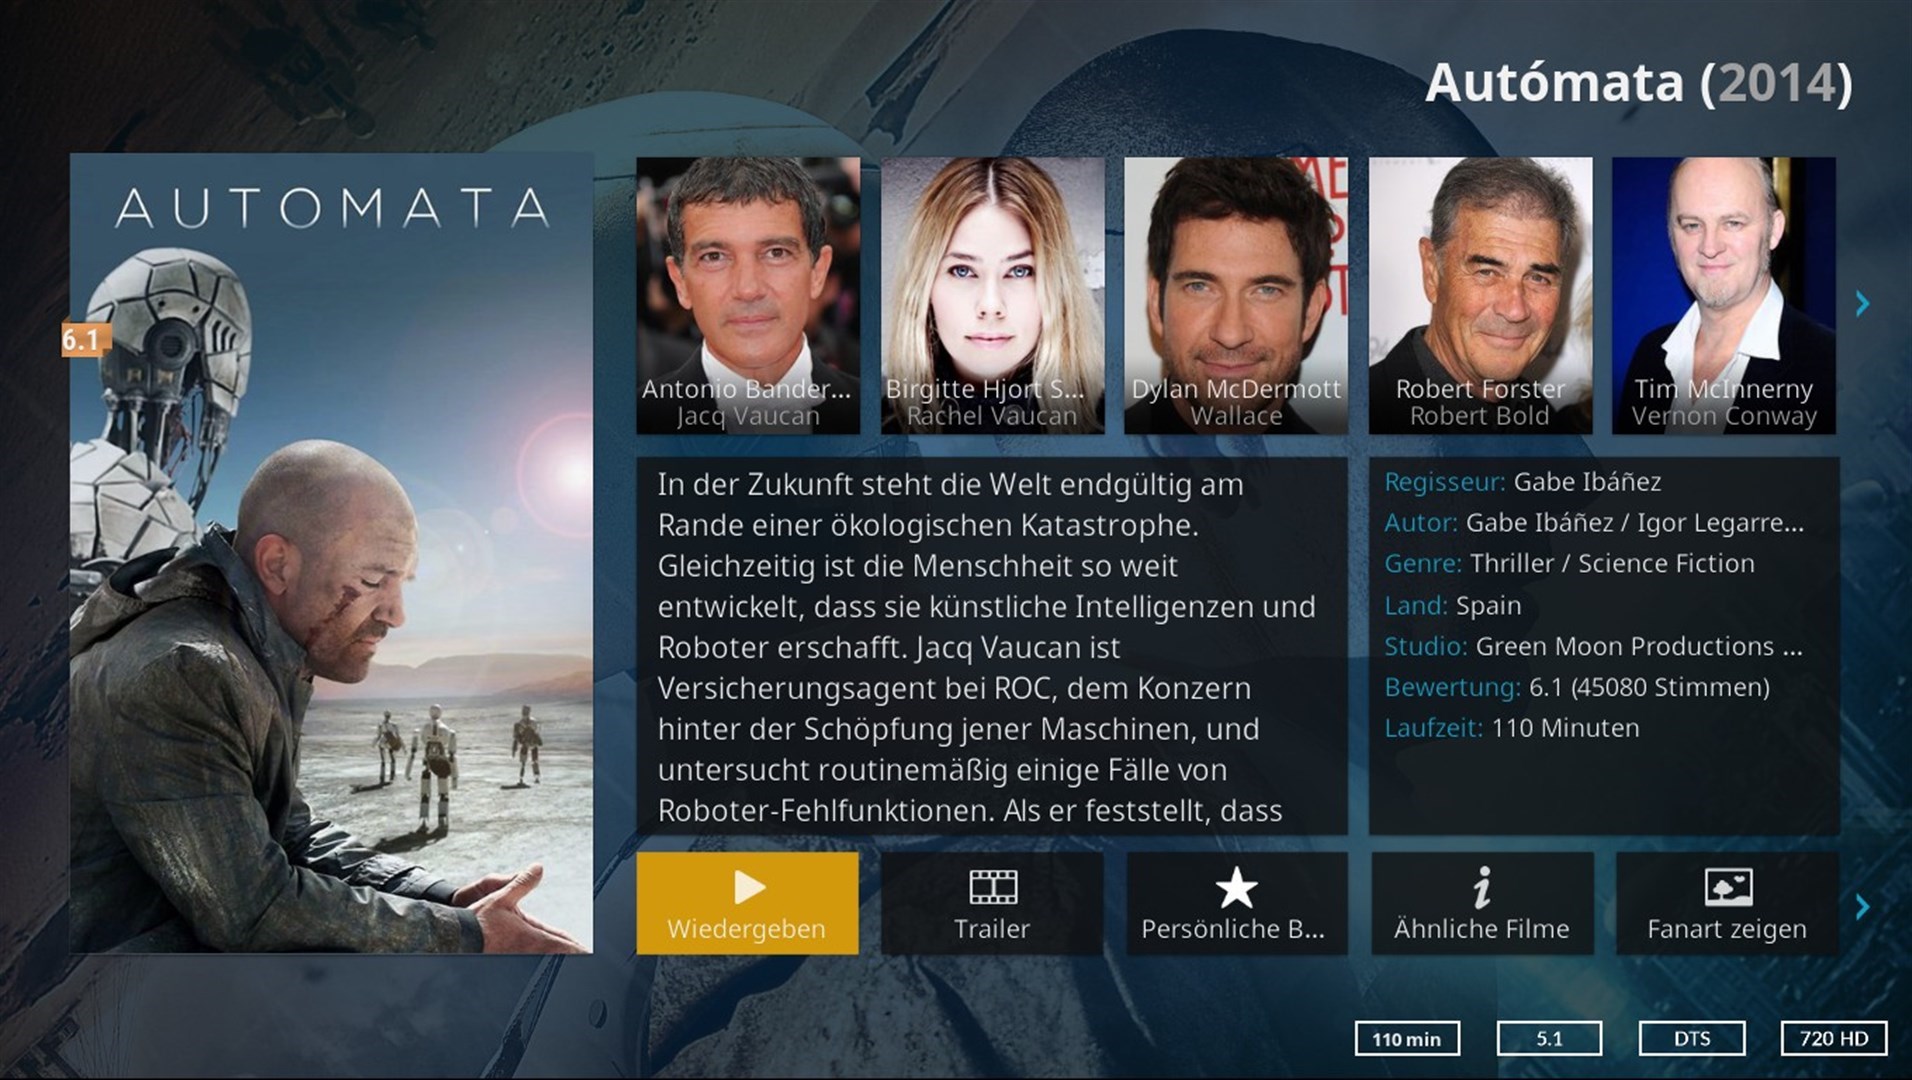 Autómata (2014)
AUTOMATA
6.1
Antonio Bander...
Jacq Vaucan
Birgitte Hjort S...
Rachel Vaucan
Dylan McDermott
Wallace
Robert Forster
Robert Bold
Tim McInnerny
Vernon Conway
In der Zukunft steht die Welt endgültig am
Rande einer ökologischen Katastrophe.
Gleichzeitig ist die Menschheit so weit
entwickelt, dass sie künstliche Intelligenzen und
Roboter erschafft. Jacq Vaucan ist
Versicherungsagent bei ROC, dem Konzern
hinter der Schöpfung jener Maschinen, und
untersucht routinemäßig einige Fälle von
Roboter-Fehlfunktionen. Als er feststellt, dass
Regisseur: Gabe Ibáñez
Autor: Gabe Ibáñez / Igor Legarre...
Genre: Thriller / Science Fiction
Land: Spain
Studio: Green Moon Productions ...
Bewertung: 6.1 (45080 Stimmen)
Laufzeit: 110 Minuten
Wiedergeben
Trailer
Persönliche B...
Ähnliche Filme
Fanart zeigen
110 min
5.1
DTS
720 HD